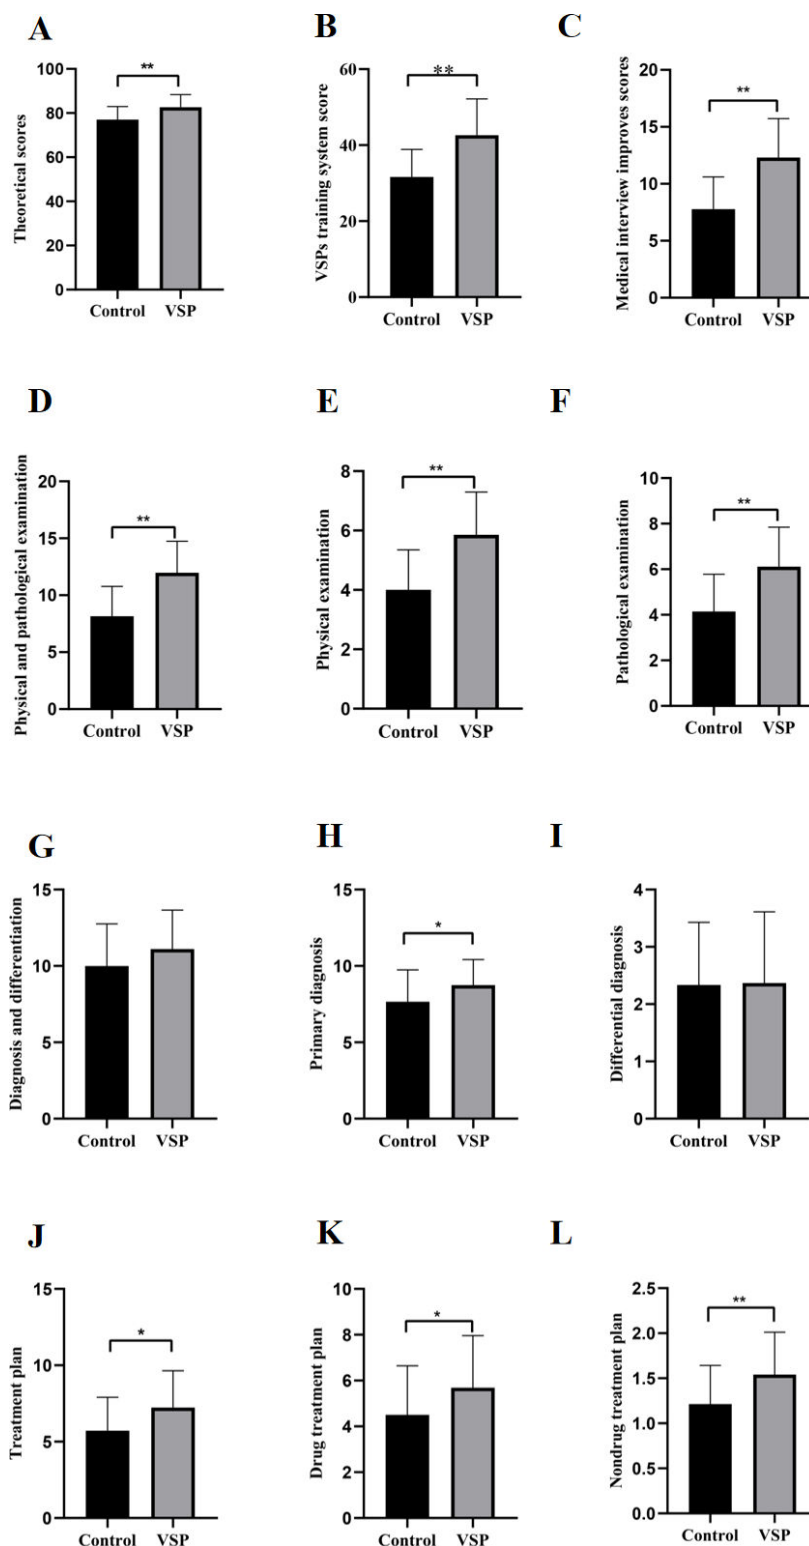 A
Theoretical scores
100
80
60
40
20
0
**
Control VSP
B
VSPs training system score
60
40
20
0
**
Control VSP
C
Medical interview improves scores
20
15
10
5
0
**
Control VSP
D
Physical and pathological examination
20
15
10
5
0
**
Control VSP
E
Physical examination
8
6
4
2
0
**
Control VSP
F
Pathological examination
10
8
6
4
2
0
**
Control VSP
G
Diagnosis and differentiation
15
10
5
0
Control VSP
H
Primary diagnosis
15
10
5
0
*
Control VSP
I
Differential diagnosis
4
3
2
1
0
Control VSP
J
Treatment plan
15
10
5
0
*
Control VSP
K
Drug treatment plan
10
8
6
4
2
0
*
Control VSP
L
Nondrug treatment plan
2.5
2.0
1.5
1.0
0.5
0.0
**
Control VSP